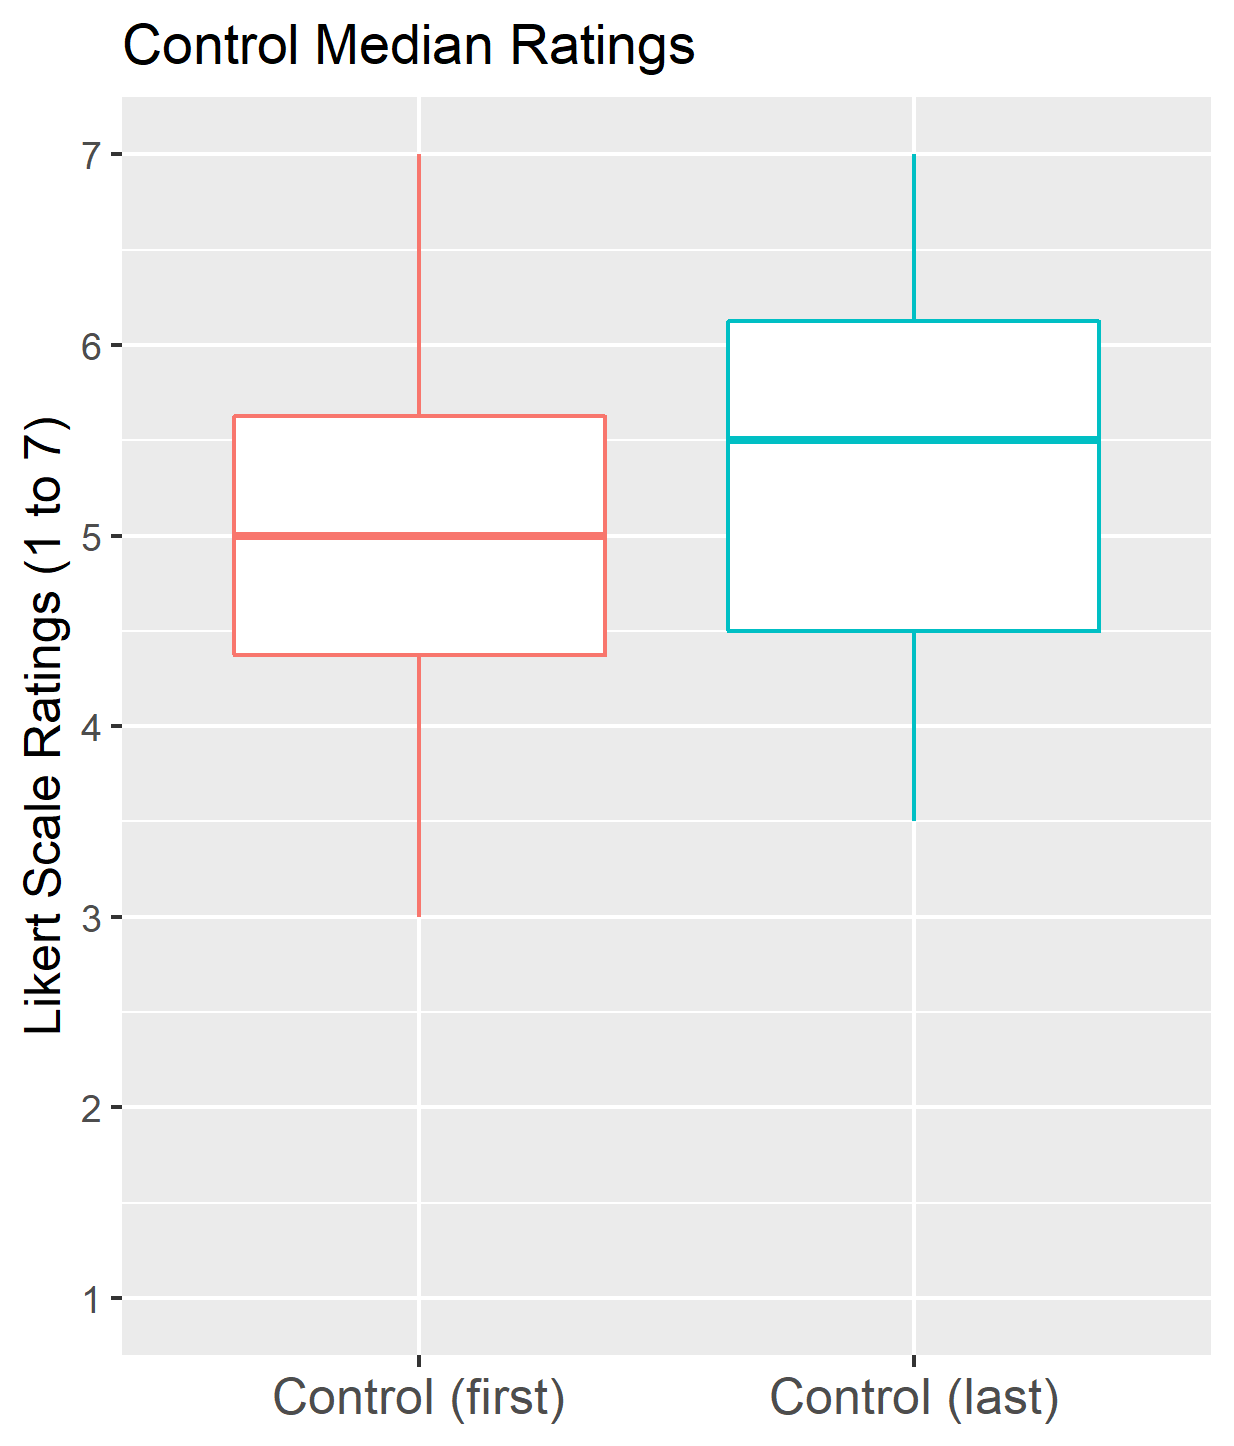 Control Median Ratings
Likert Scale Ratings (1 to 7)
7
6
5
4
3
2
1
Control (first)
Control (last)